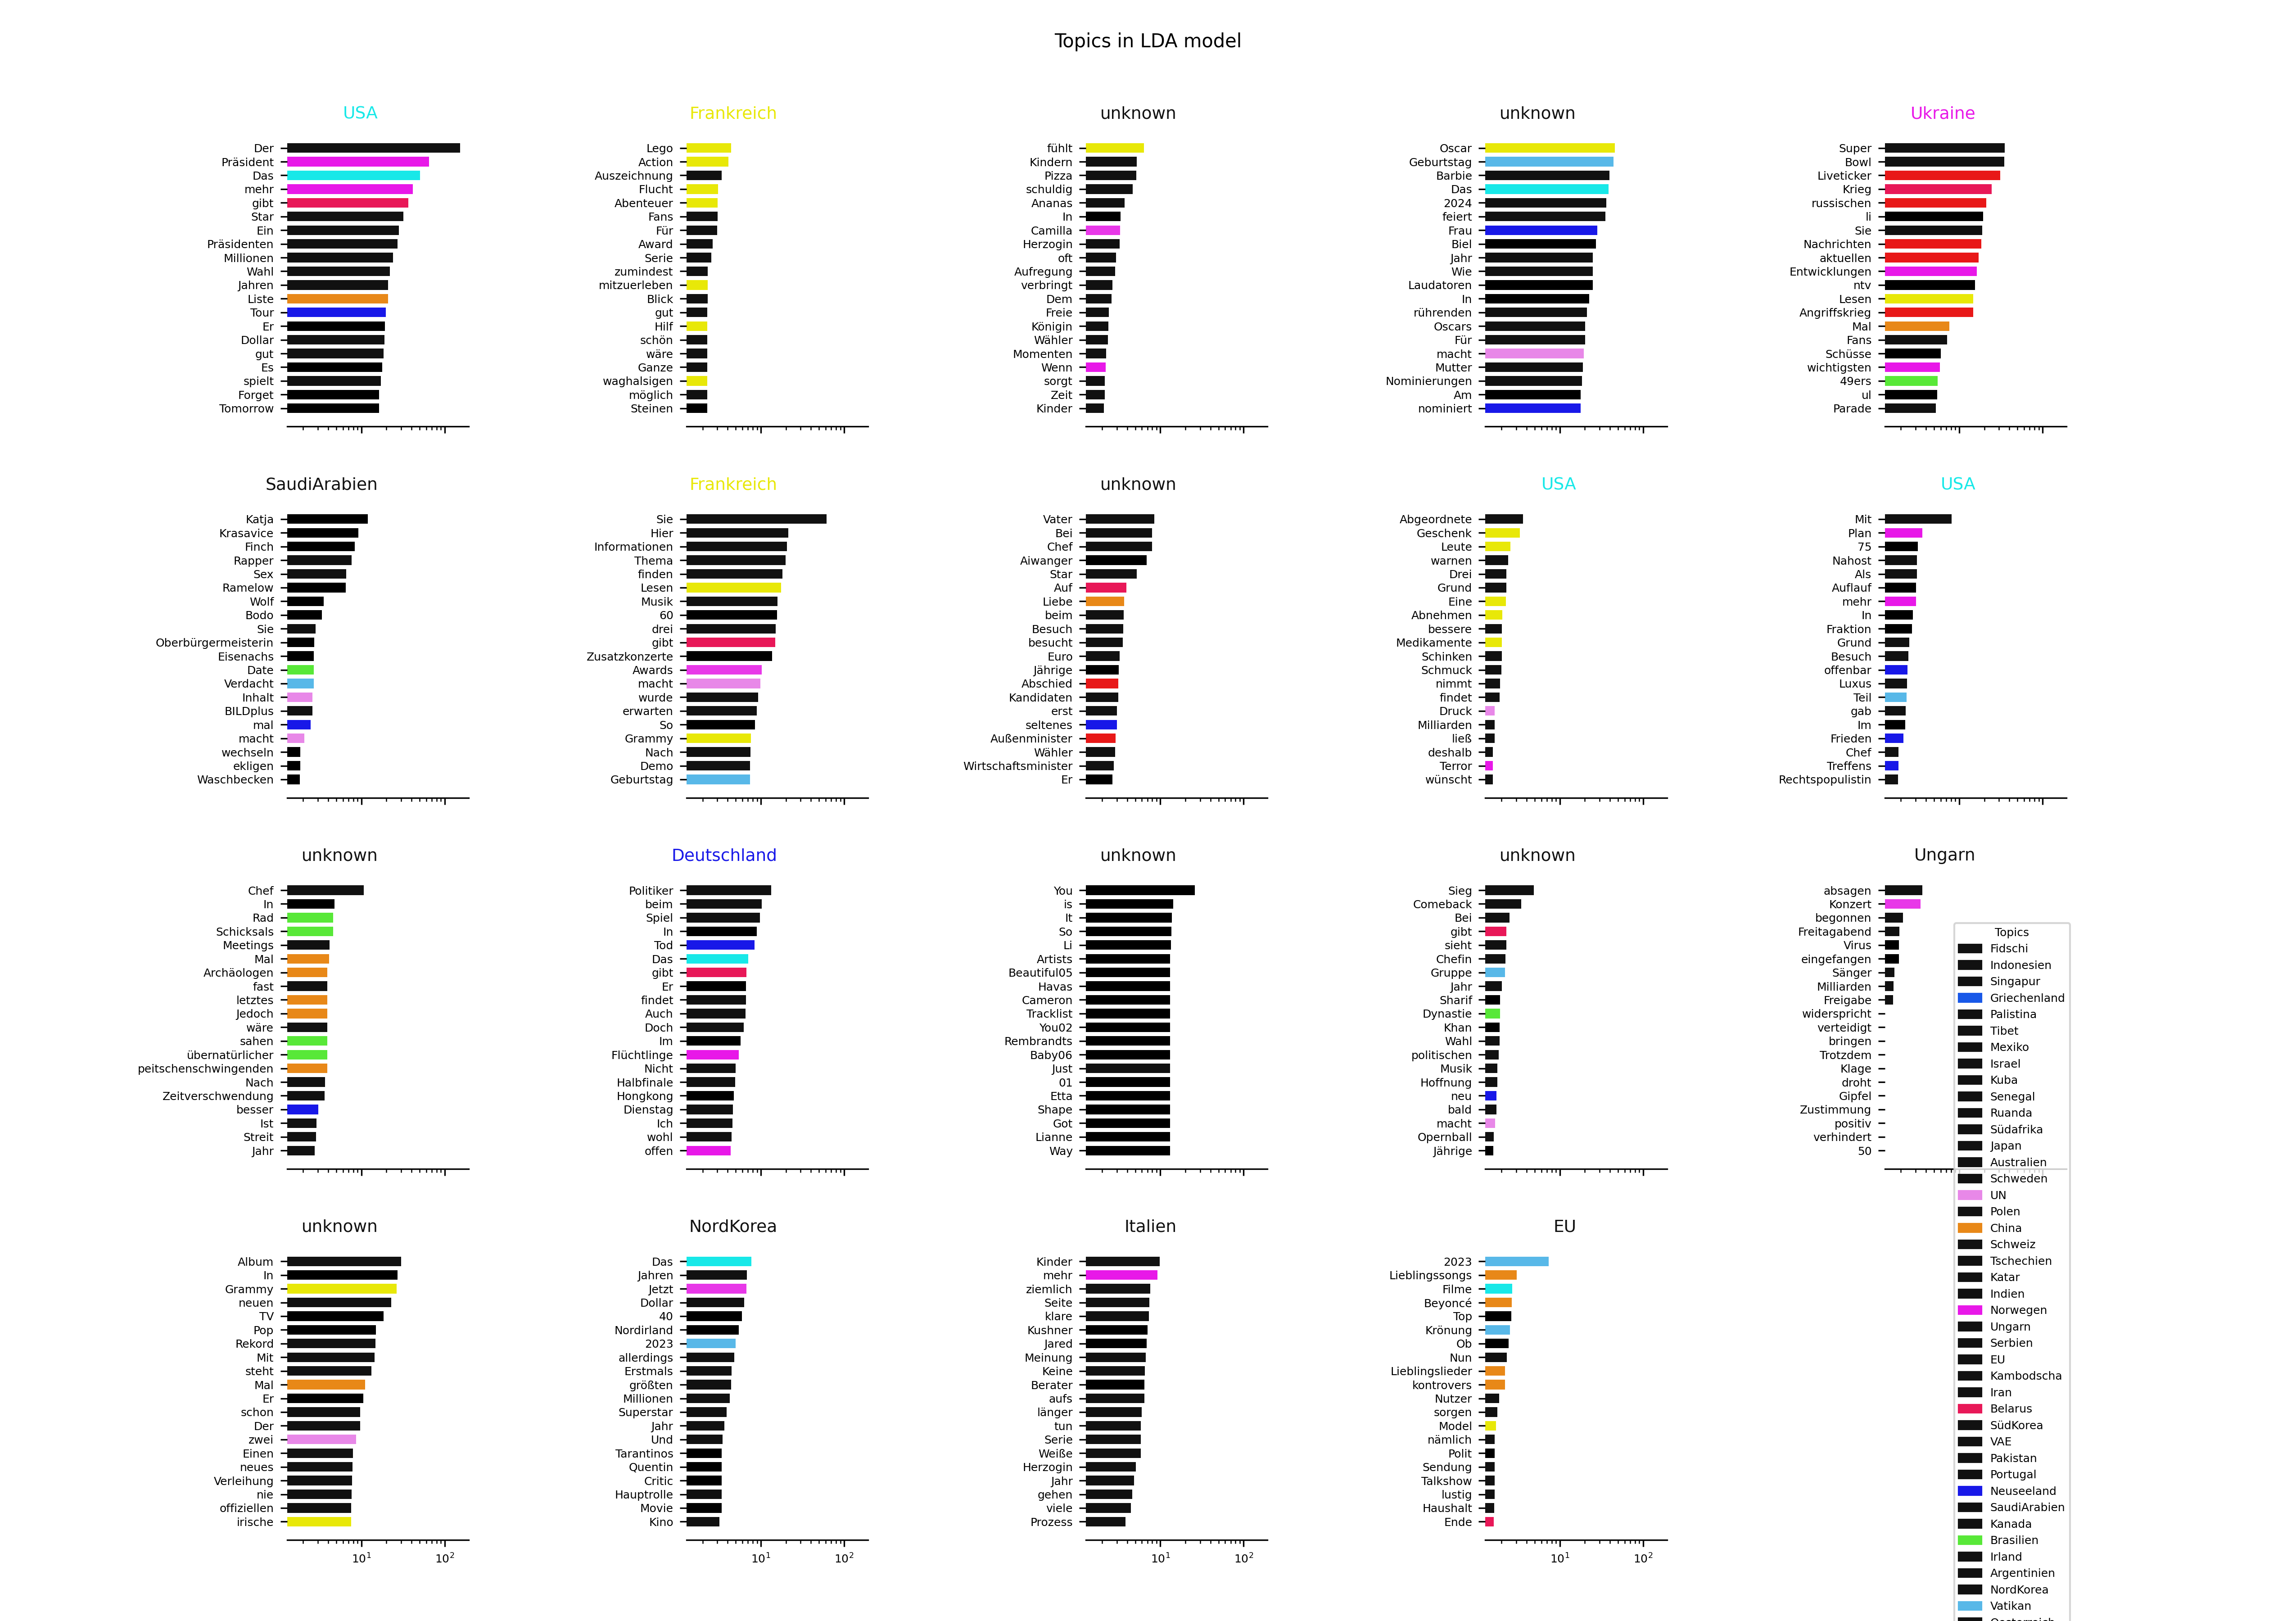 Topics in LDA model
USA
Der
Präsident
Das
mehr
gibt
Star
Ein
Präsidenten
Millionen
Wahl
Jahren
Liste
Tour
Er
Dollar
gut
Es
spielt
Forget
Tomorrow
Frankreich
Lego
Action
Auszeichnung
Flucht
Abenteuer
Fans
Für
Award
Serie
zumindest
mitzuerleben
Blick
gut
Hilf
schön
wäre
Ganze
waghalsigen
möglich
Steinen
unknown
fühlt
Kindern
Pizza
schuldig
Ananas
In
Camilla
Herzogin
oft
Aufregung
verbringt
Dem
Freie
Königin
Wähler
Momenten
Wenn
sorgt
Zeit
Kinder
unknown
Oscar
Geburtstag
Barbie
Das
2024
feiert
Frau
Biel
Jahr
Wie
Laudatoren
In
rührenden
Oscars
Für
macht
Mutter
Nominierungen
Am
nominiert
Ukraine
Super
Bowl
Liveticker
Krieg
russischen
li
Sie
Nachrichten
aktuellen
Entwicklungen
ntv
Lesen
Angriffskrieg
Mal
Fans
Schüsse
wichtigsten
49ers
ul
Parade
SaudiArabien
Katja
Krasavice
Finch
Rapper
Sex
Ramelow
Wolf
Bodo
Sie
Oberbürgermeisterin
Eisenachs
Date
Verdacht
Inhalt
BILDplus
mal
macht
wechseln
ekligen
Waschbecken
Frankreich
Sie
Hier
Informationen
Thema
finden
Lesen
Musik
60
drei
gibt
Zusatzkonzerte
Awards
macht
wurde
erwarten
So
Grammy
Nach
Demo
Geburtstag
unknown
Vater
Bei
Chef
Aiwanger
Star
Auf
Liebe
beim
Besuch
besucht
Euro
Jährige
Abschied
Kandidaten
erst
seltenes
Außenminister
Wähler
Wirtschaftsminister
Er
USA
Abgeordnete
Geschenk
Leute
warnen
Drei
Grund
Eine
Abnehmen
bessere
Medikamente
Schinken
Schmuck
nimmt
findet
Druck
Milliarden
ließ
deshalb
Terror
wünscht
USA
Mit
Plan
75
Nahost
Als
Auflauf
mehr
In
Fraktion
Grund
Besuch
offenbar
Luxus
Teil
gab
Im
Frieden
Chef
Treffens
Rechtspopulistin
unknown
Chef
In
Rad
Schicksals
Meetings
Mal
Archäologen
fast
letztes
Jedoch
wäre
sahen
übernatürlicher
peitschenschwingenden
Nach
Zeitverschwendung
besser
Ist
Streit
Jahr
Deutschland
Politiker
beim
Spiel
In
Tod
Das
gibt
Er
findet
Auch
Doch
Im
Flüchtlinge
Nicht
Halbfinale
Hongkong
Dienstag
Ich
wohl
offen
unknown
You
is
It
So
Li
Artists
Beautiful05
Havas
Cameron
Tracklist
You02
Rembrandts
Baby06
Just
01
Etta
Shape
Got
Lianne
Way
unknown
Sieg
Comeback
Bei
gibt
sieht
Chefin
Gruppe
Jahr
Sharif
Dynastie
Khan
Wahl
politischen
Musik
Hoffnung
neu
bald
macht
Opernball
Jährige
Ungarn
absagen
Konzert
begonnen
Freitagabend
Virus
eingefangen
Sänger
Milliarden
Freigabe
widerspricht
verteidigt
bringen
Trotzdem
Klage
droht
Gipfel
Zustimmung
positiv
verhindert
50
unknown
Album
In
Grammy
neuen
TV
Pop
Rekord
Mit
steht
Mal
Er
schon
Der
zwei
Einen
neues
Verleihung
nie
offiziellen
irische
10¹ 10²
NordKorea
Das
Jahren
Jetzt
Dollar
40
Nordirland
2023
allerdings
Erstmals
größten
Millionen
Superstar
Jahr
Und
Tarantinos
Quentin
Critic
Hauptrolle
Movie
Kino
10¹ 10²
Italien
Kinder
mehr
ziemlich
Seite
klare
Kushner
Jared
Meinung
Keine
Berater
aufs
länger
tun
Serie
Weiße
Herzogin
Jahr
gehen
viele
Prozess
10¹ 10²
EU
2023
Lieblingssongs
Filme
Beyoncé
Top
Krönung
Ob
Nun
Lieblingslieder
kontrovers
Nutzer
sorgen
Model
nämlich
Polit
Sendung
Talkshow
lustig
Haushalt
Ende
10¹ 10²
Topics
Fidschi
Indonesien
Singapur
Griechenland
Palistina
Tibet
Mexiko
Israel
Kuba
Senegal
Ruanda
Südafrika
Japan
Australien
Schweden
UN
Polen
China
Schweiz
Tschechien
Katar
Indien
Norwegen
Ungarn
Serbien
EU
Kambodscha
Iran
Belarus
SüdKorea
VAE
Pakistan
Portugal
Neuseeland
SaudiArabien
Kanada
Brasilien
Irland
Argentinien
NordKorea
Vatikan